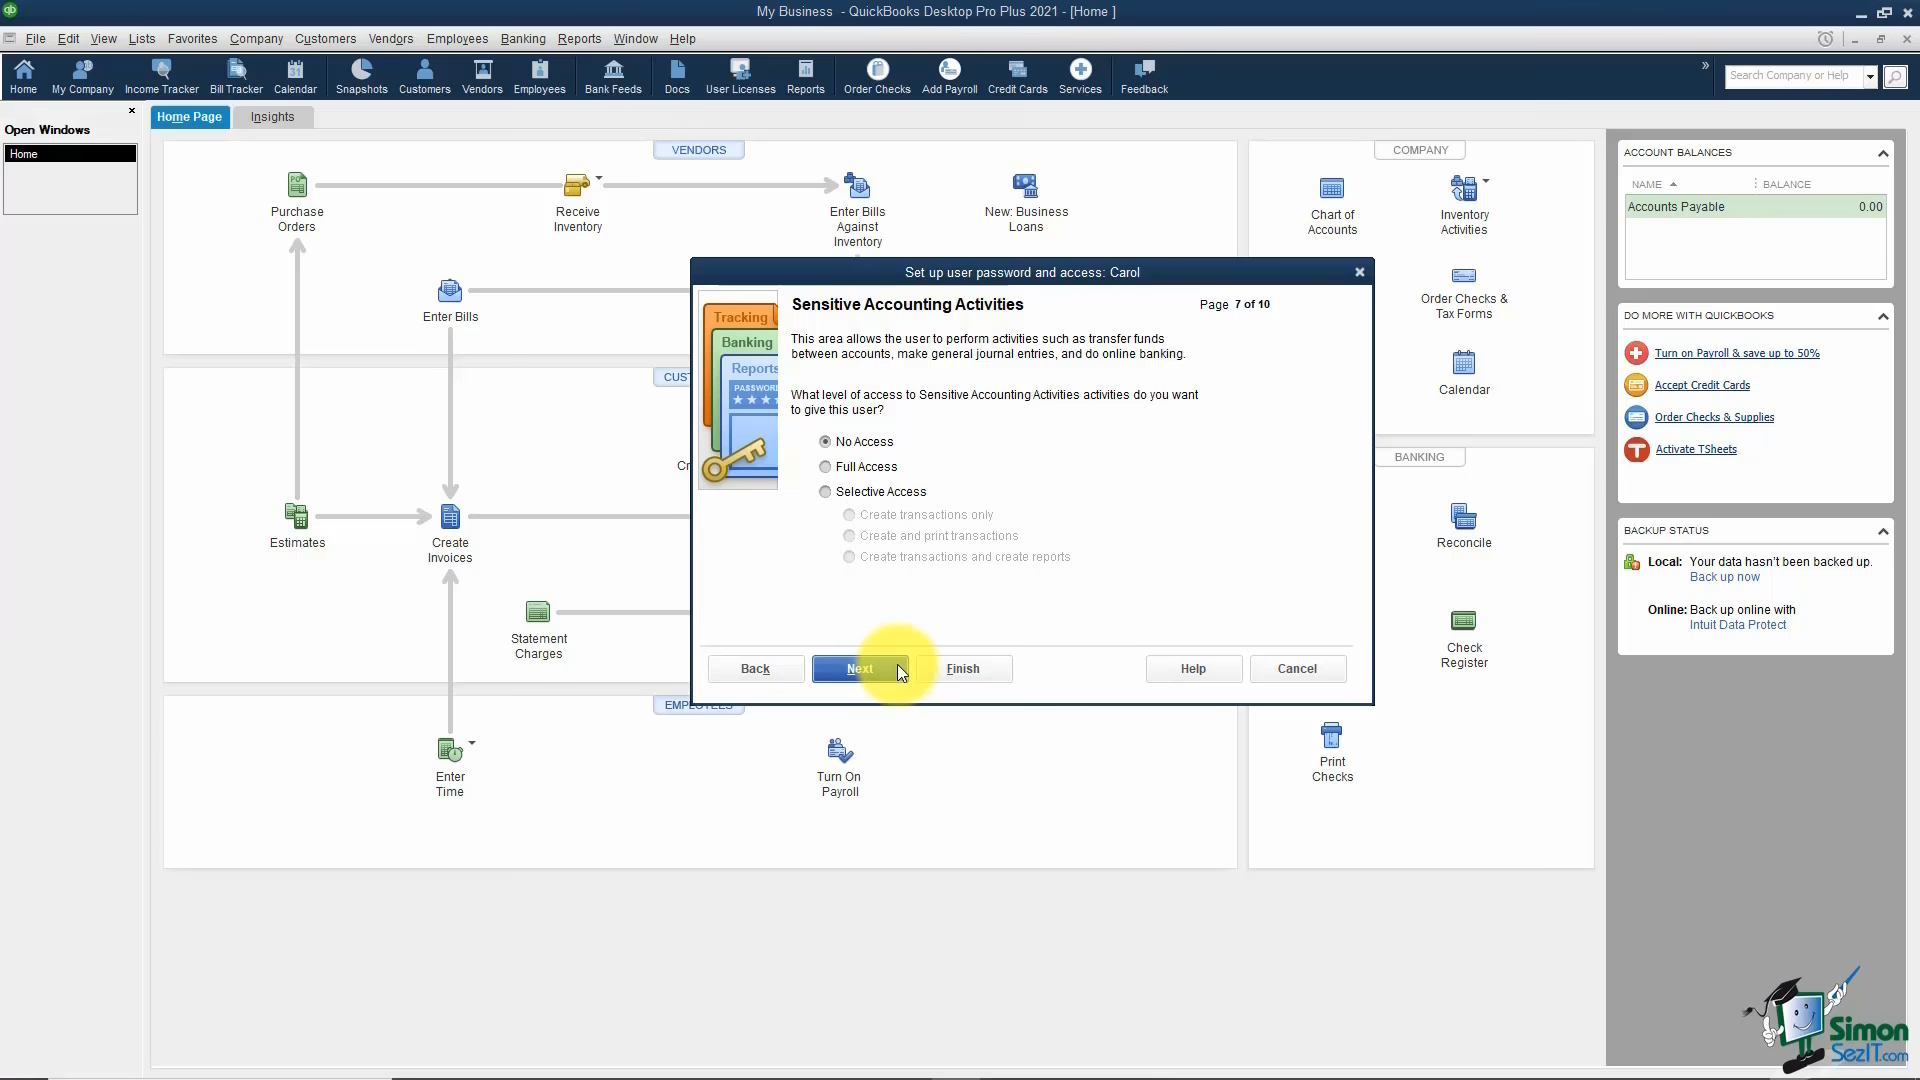 My Business - QuickBooks Desktop Pro Plus 2021 - [Home ]
File Edit View Lists Favorites Company Customers Vendors Employees Banking Reports Window Help
Home My Company Income Tracker Bill Tracker Calendar Snapshots Customers Vendors Employees Bank Feeds Docs User Licenses Reports Order Checks Add Payroll Credit Cards Services Feedback
Search Company or Help
Open Windows
Home
Home Page Insights
VENDORS
Purchase
Orders
Receive
Inventory
Enter Bills
Against
Inventory
New: Business
Loans
Enter Bills
Estimates
Create
Invoices
Statement
Charges
EMPLOYEES
Enter
Time
Turn On
Payroll
Set up user password and access: Carol
Tracking
Banking
Reports
Sensitive Accounting Activities
Page 7 of 10
This area allows the user to perform activities such as transfer funds
between accounts, make general journal entries, and do online banking.
What level of access to Sensitive Accounting Activities activities do you want
to give this user?
No Access
Full Access
Selective Access
Create transactions only
Create and print transactions
Create transactions and create reports
Back Next Finish Help Cancel
COMPANY
Chart of
Accounts
Inventory
Activities
Order Checks &
Tax Forms
Calendar
BANKING
Reconcile
Check
Register
Print
Checks
ACCOUNT BALANCES
NAME BALANCE
Accounts Payable 0.00
DO MORE WITH QUICKBOOKS
Turn on Payroll & save up to 50%
Accept Credit Cards
Order Checks & Supplies
Activate TSheets
BACKUP STATUS
Local: Your data hasn't been backed up.
Back up now
Online: Back up online with
Intuit Data Protect
Simon
SezIT.com